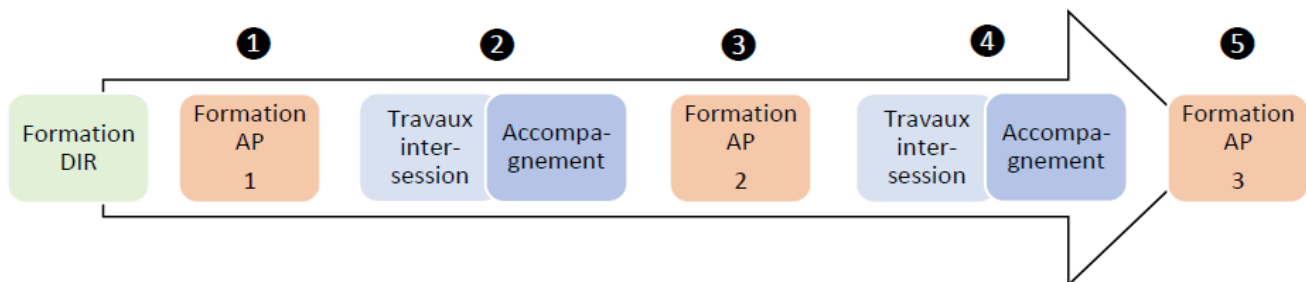 ❶ ❷ ❸ ❹ ❺
Formation
DIR
Formation
AP
1
Travaux
inter-
session
Accompa-
gnement
Formation
AP
2
Travaux
inter-
session
Accompa-
gnement
Formation
AP
3